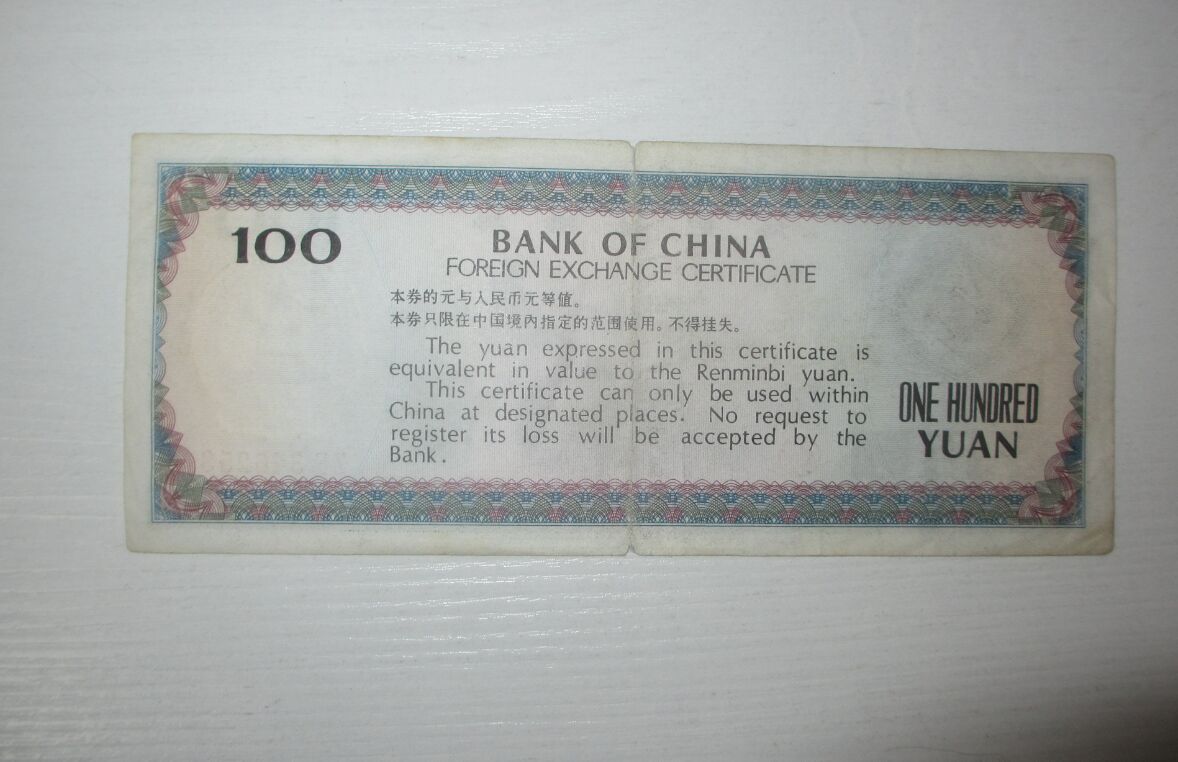 100
BANK OF CHINA
FOREIGN EXCHANGE CERTIFICATE
本券的元与人民币元等值。
本券只限在中国境内指定的范围使用。不得挂失。
The yuan expressed in this certificate is
equivalent in value to the Renminbi yuan.
This certificate can only be used within
China at designated places. No request to
register its loss will be accepted by the
Bank.
ONE HUNDRED
YUAN